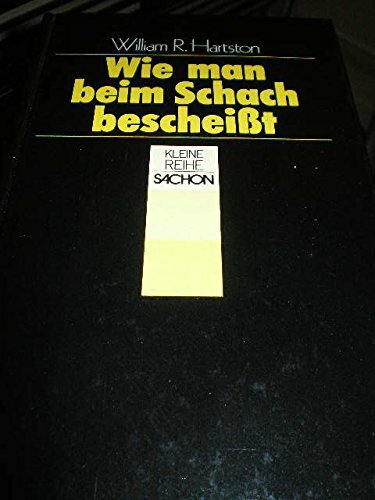 William R. Hartston
Wie man
beim Schach
bescheißt
KLEINE
REIHE
SACHON